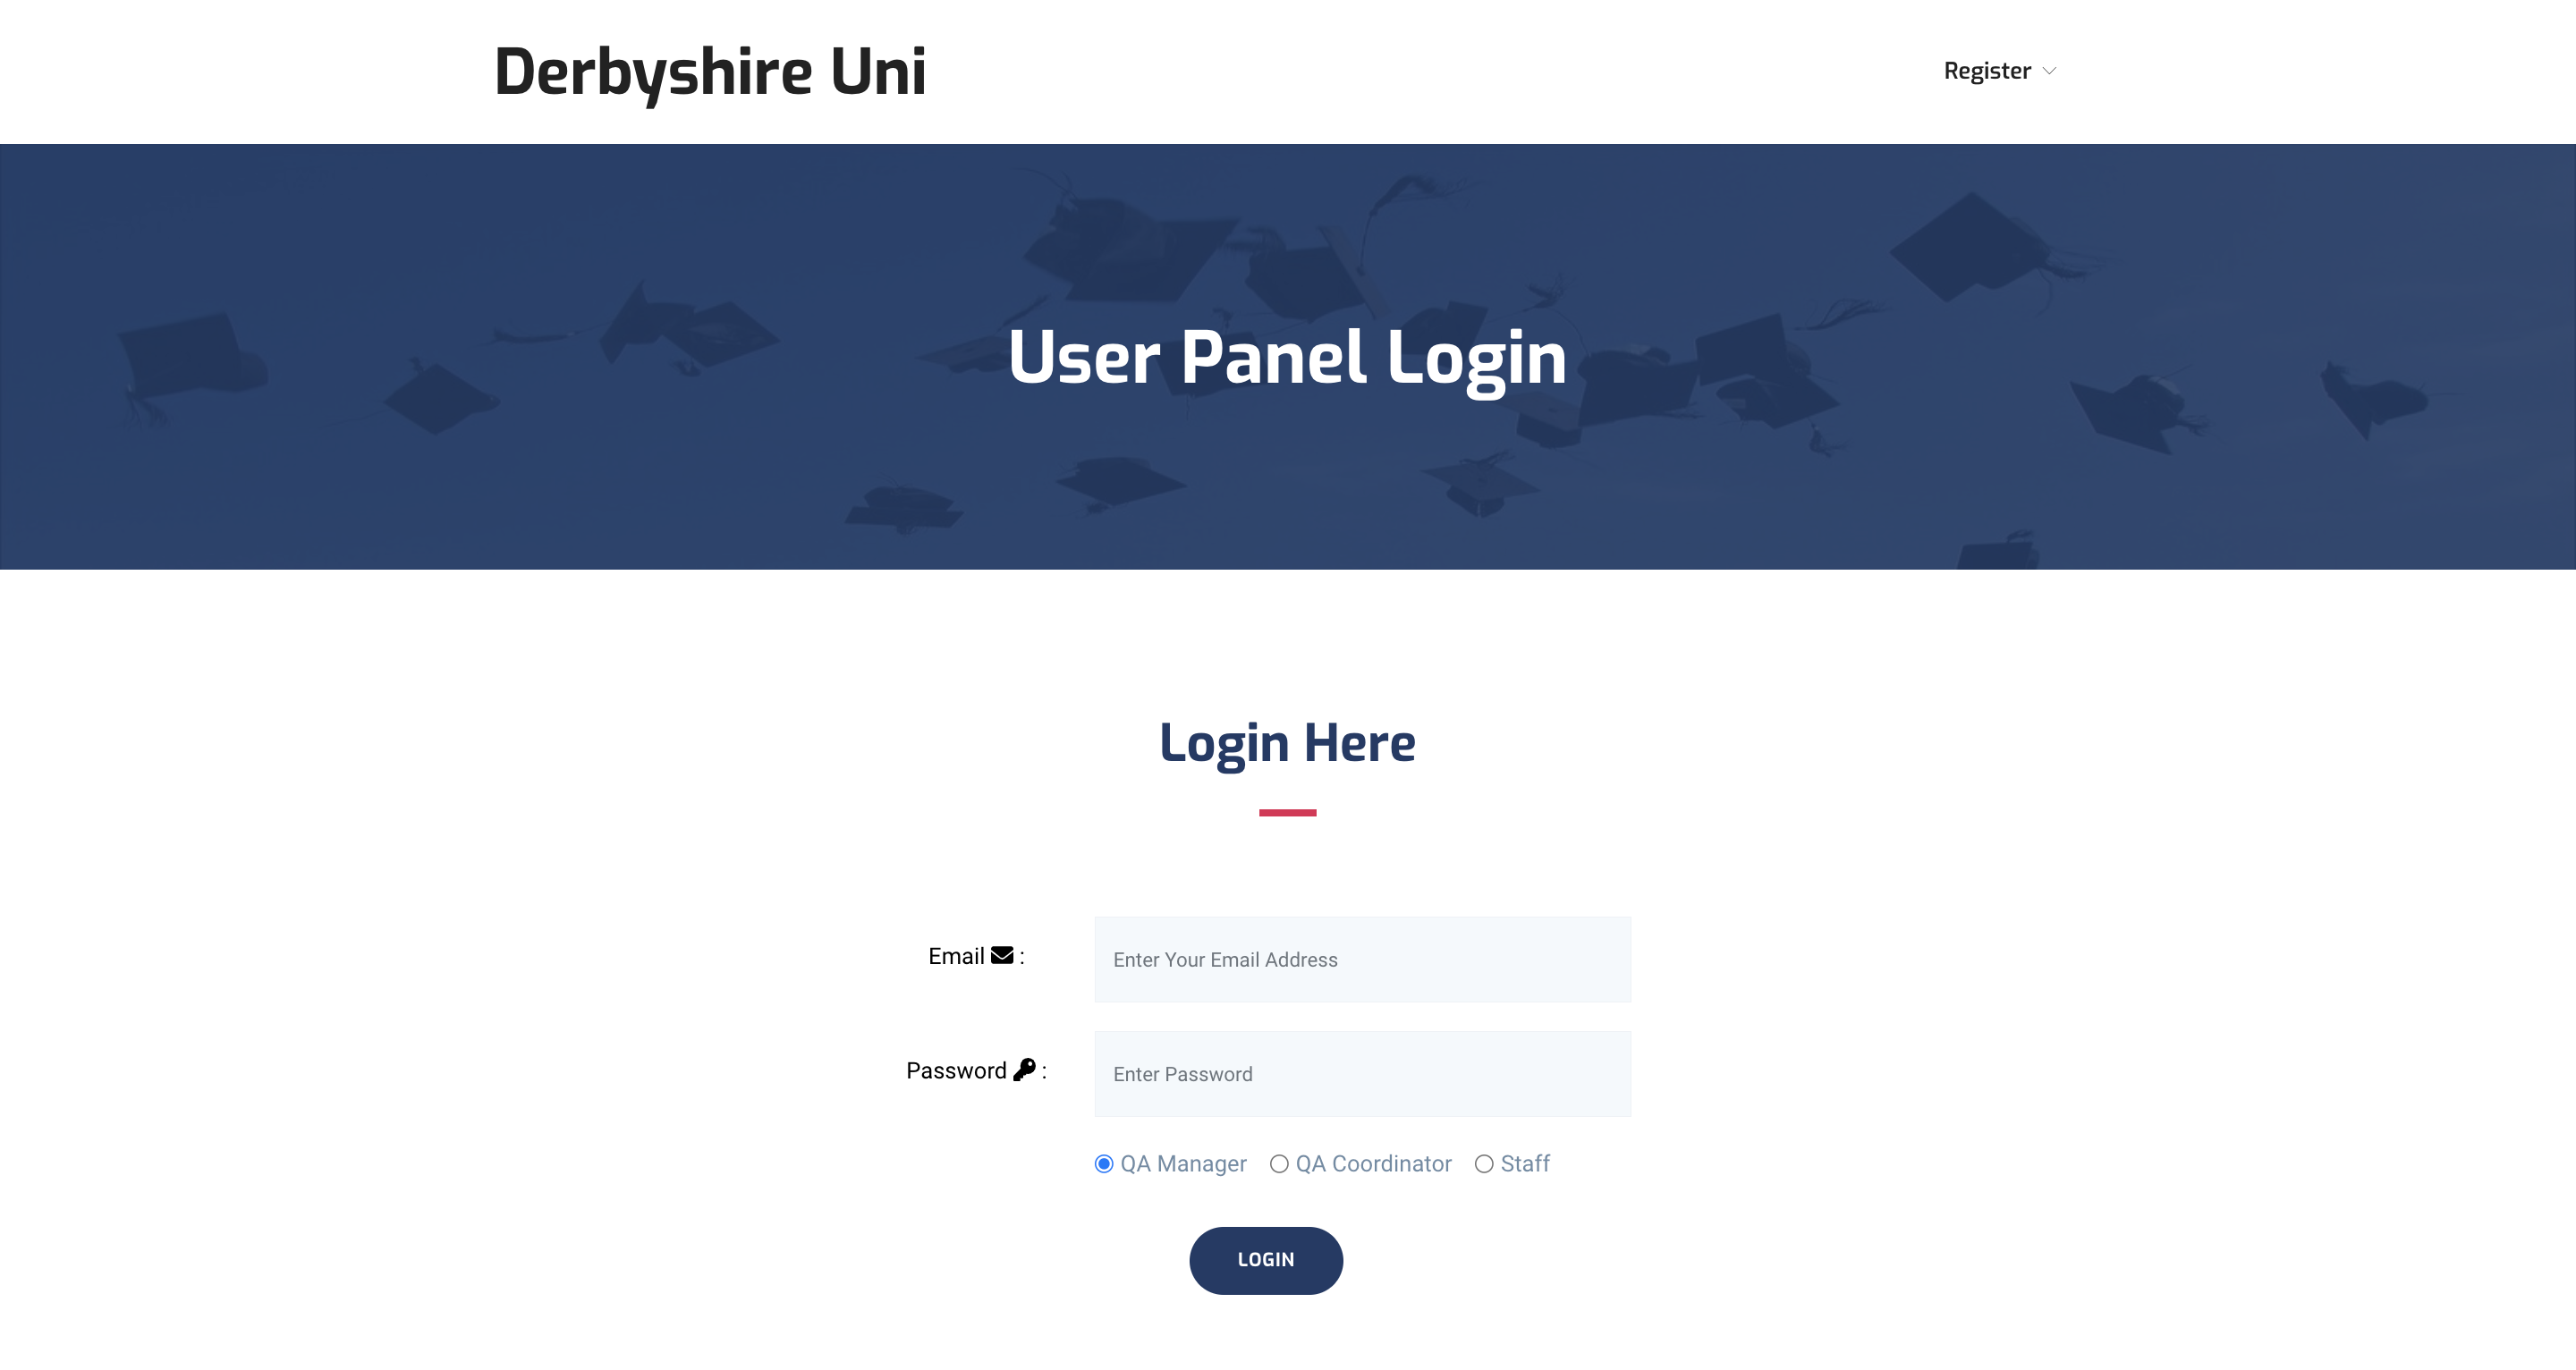 Derbyshire Uni
Register
User Panel Login
Login Here
Email :
Enter Your Email Address
Password :
Enter Password
QA Manager QA Coordinator Staff
LOGIN